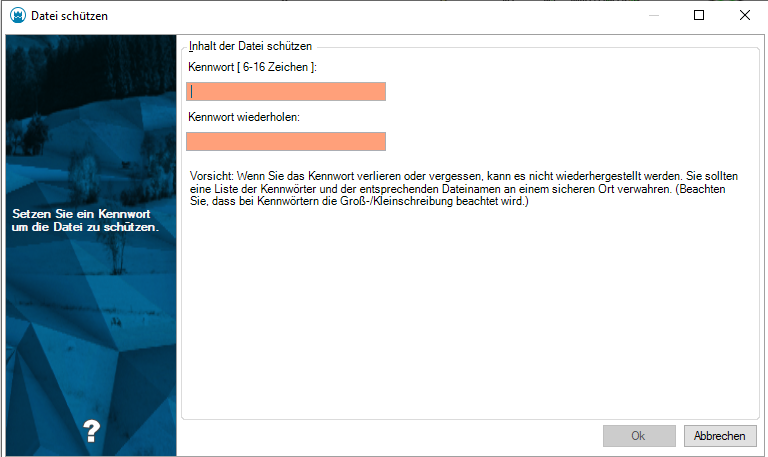 Datei schützen
Inhalt der Datei schützen
Kennwort [ 6-16 Zeichen ]:
Kennwort wiederholen:
Vorsicht: Wenn Sie das Kennwort verlieren oder vergessen, kann es nicht wiederhergestellt werden. Sie sollten
eine Liste der Kennwörter und der entsprechenden Dateinamen an einem sicheren Ort verwahren. (Beachten
Sie, dass bei Kennwörtern die Groß-/Kleinschreibung beachtet wird.)
Setzen Sie ein Kennwort
um die Datei zu schützen.
?
Ok
Abbrechen